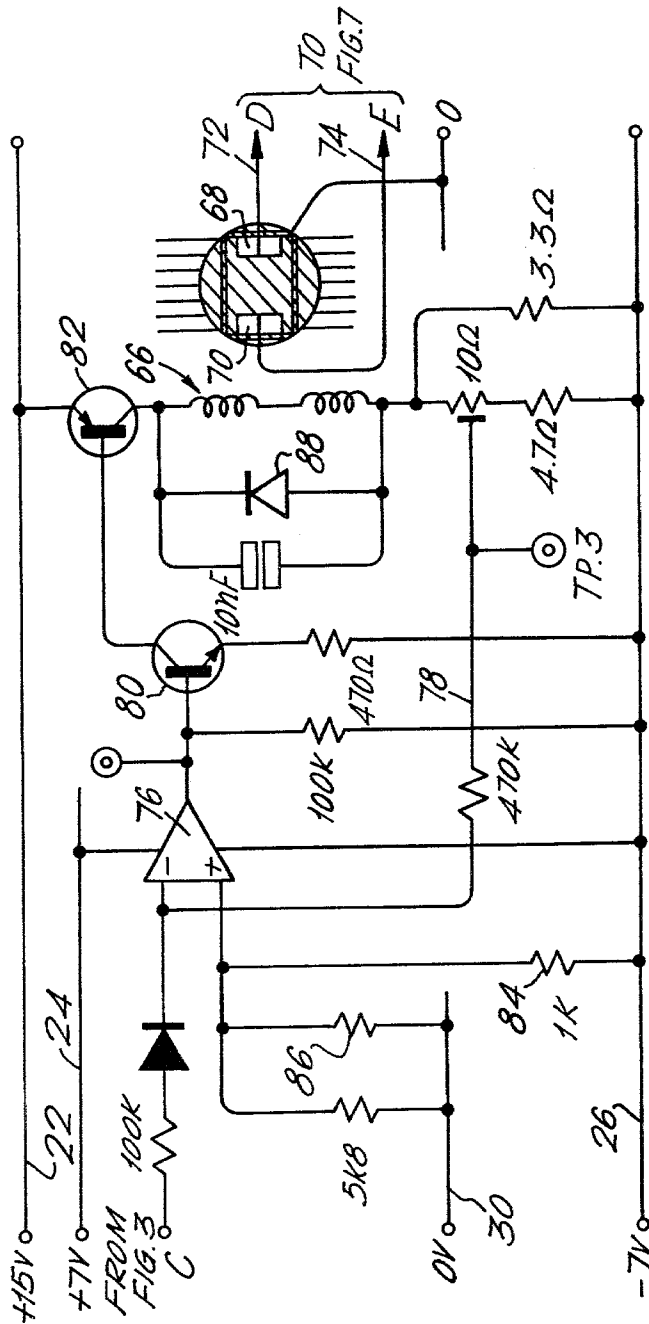 +15V
22
+7V
24
FROM
FIG. 3
C
100K
76
-
+
80
10nF
82
66
88
70
68
72
D
74
E
TO
FIG.7
0
86
5K8
84
1K
0V
30
26
-7V
100K
470Ω
78
470K
TP.3
10Ω
4.7Ω
3.3Ω